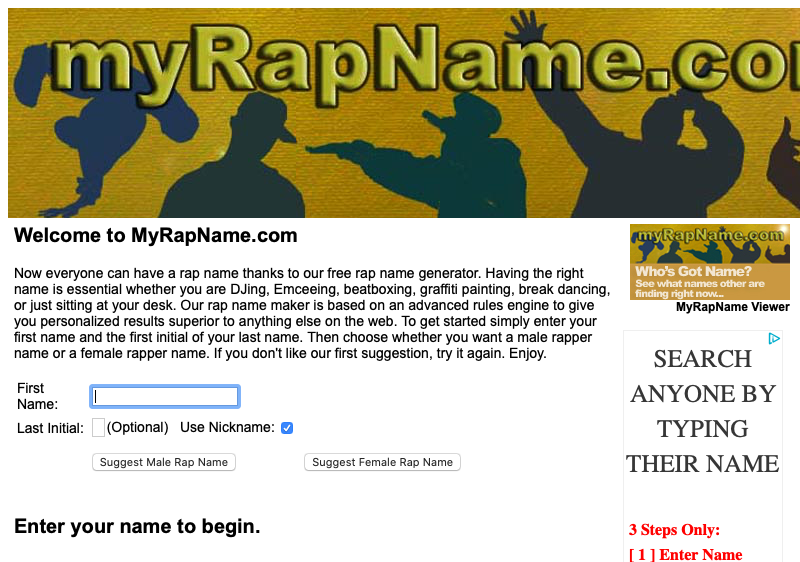 myRapName.co
Welcome to MyRapName.com
Now everyone can have a rap name thanks to our free rap name generator. Having the right
name is essential whether you are DJing, Emceeing, beatboxing, graffiti painting, break dancing,
or just sitting at your desk. Our rap name maker is based on an advanced rules engine to give
you personalized results superior to anything else on the web. To get started simply enter your
first name and the first initial of your last name. Then choose whether you want a male rapper
name or a female rapper name. If you don't like our first suggestion, try it again. Enjoy.
First
Name:
Last Initial: (Optional) Use Nickname:
Suggest Male Rap Name Suggest Female Rap Name
Enter your name to begin.
myRapName.com
Who's Got Name?
See what names other are
finding right now...
MyRapName Viewer
SEARCH
ANYONE BY
TYPING
THEIR NAME
3 Steps Only:
[ 1 ] Enter Name